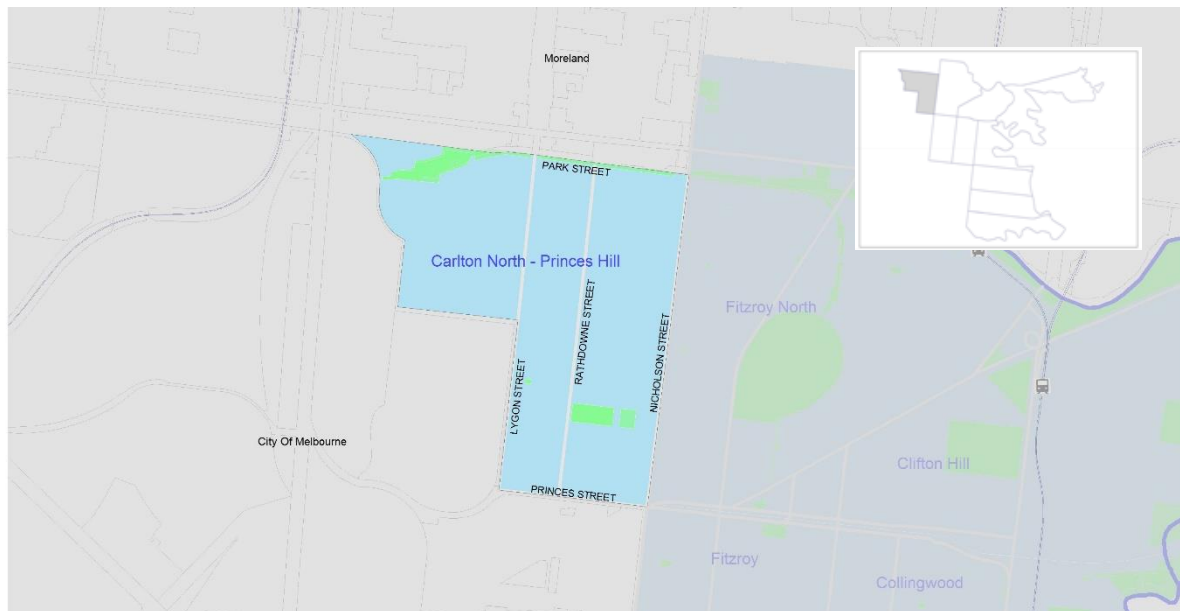 Moreland
PARK STREET
Carlton North - Princes Hill
RATHDOWNE STREET
NICHOLSON STREET
LYGON STREET
Fitzroy North
City Of Melbourne
Clifton Hill
PRINCES STREET
Fitzroy
Collingwood